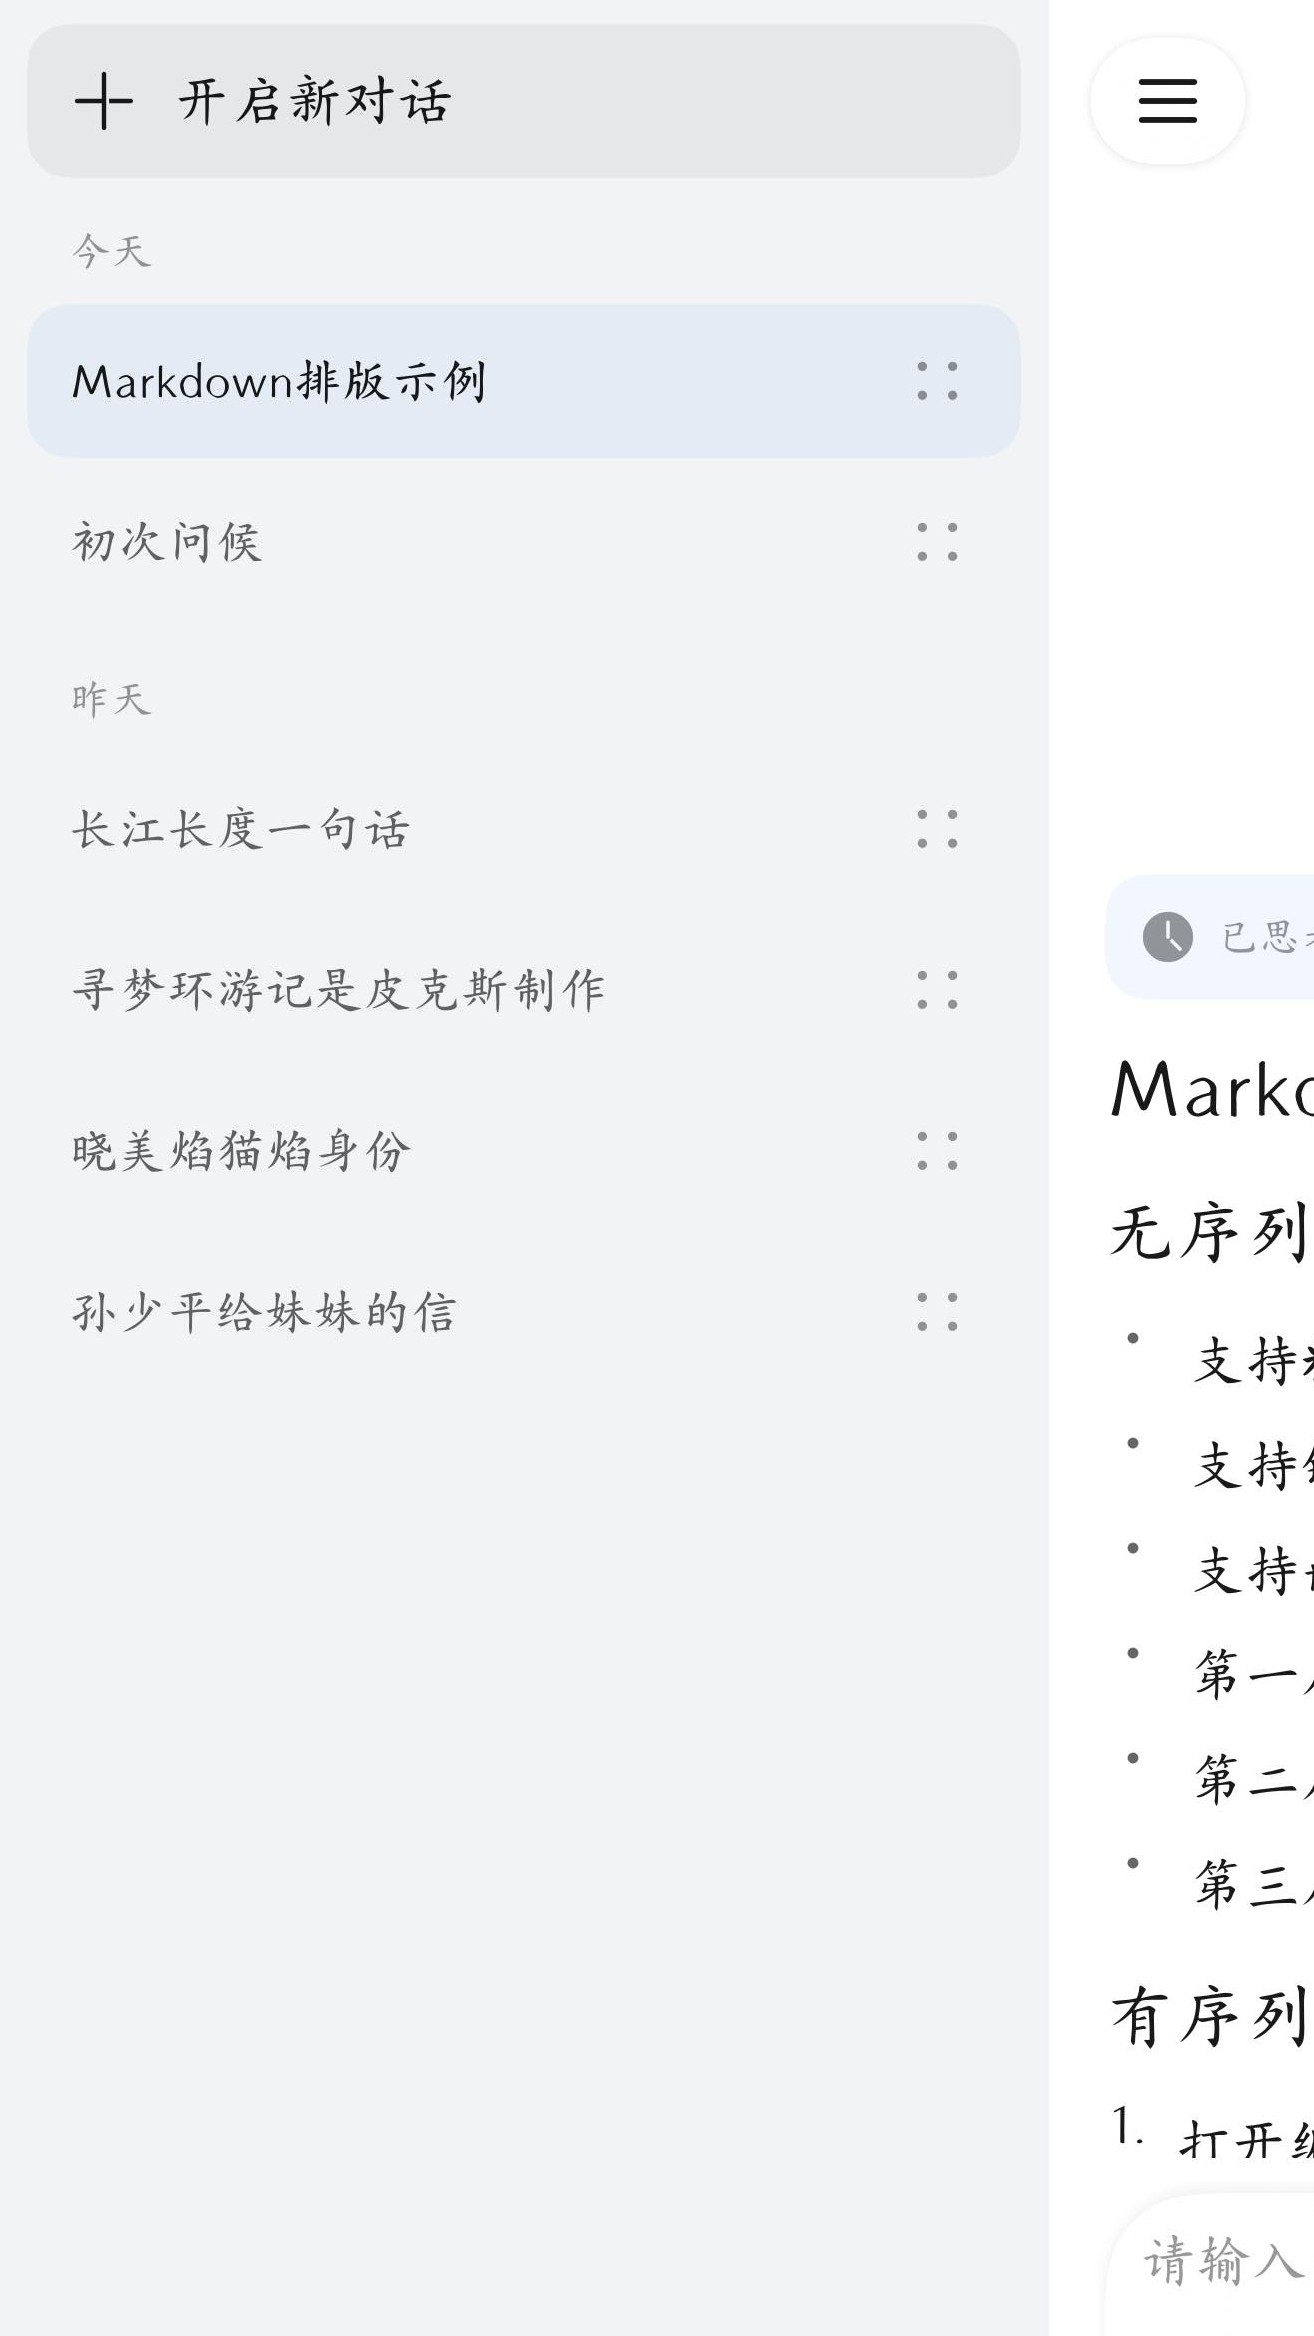 开启新对话
今天
Markdown排版示例
初次问候
昨天
长江长度一句话
寻梦环游记是皮克斯制作
晓美焰猫焰身份
孙少平给妹妹的信
已思
Mark
无序列
支持
支持
支持
第一
第二
第三
有序列
1. 打开
请输入